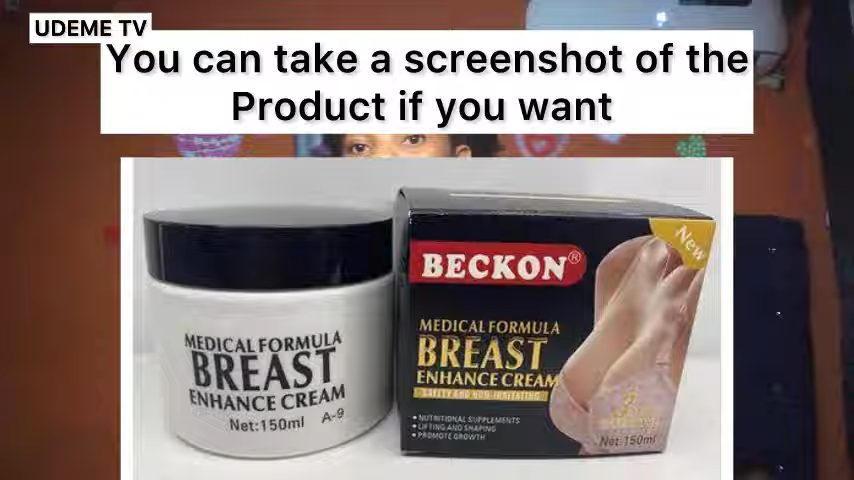 UDEME TV
You can take a screenshot of the
Product if you want
MEDICAL FORMULA
BREAST
ENHANCE CREAM
Net:150ml A-9
New
BECKON®
MEDICAL FORMULA
BREAST
ENHANCE CREAM
SAFETY AND NON-IRRITATING
• NUTRITIONAL SUPPLEMENTS
• LIFTING AND SHAPING
• PROMOTE GROWTH
Net:150ml